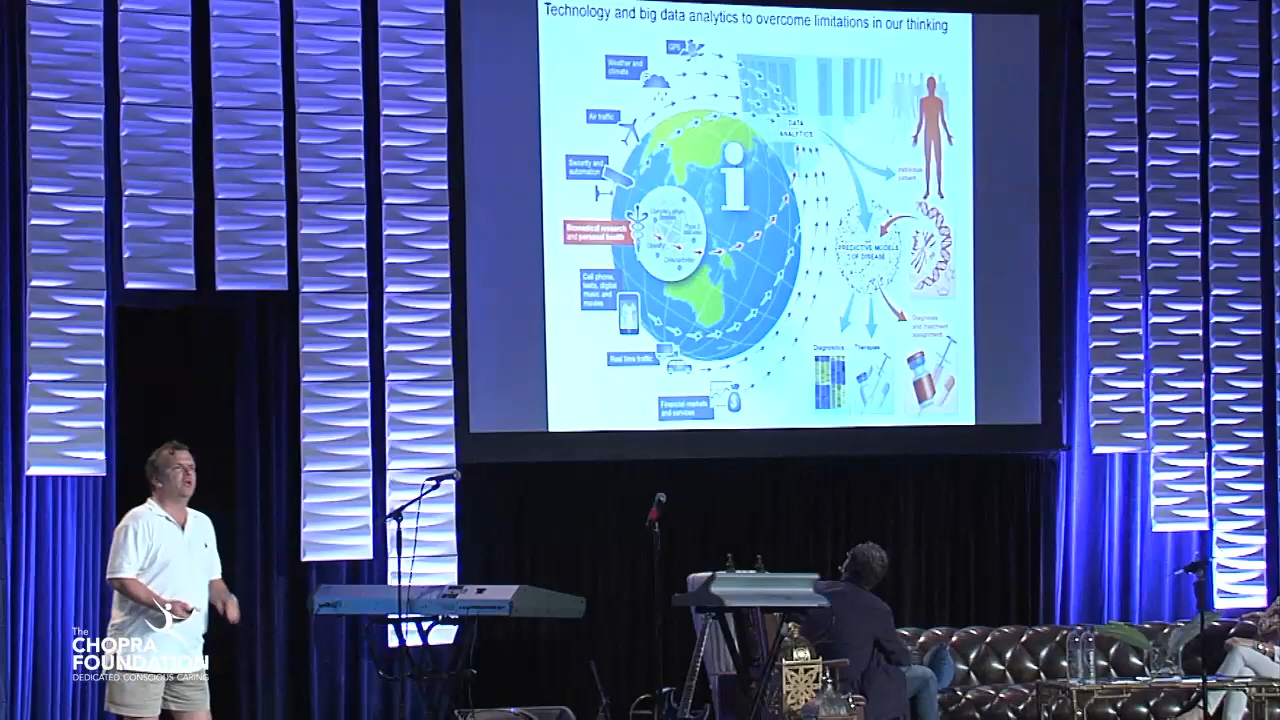 Technology and big data analytics to overcome limitations in our thinking
GPS
Weather and
climate
Air traffic
Security and
automation
Biomedical research
and personal health
Cell phone,
texts, digital
music and
movies
Real time traffic
Financial markets
and services
Obesity
DATA
ANALYTICS
Individual
patient
PREDICTIVE MODELS
OF DISEASE
Diagnosis
and treatment
assignment
Diagnostics
Therapies
The
CHOPRA
FOUNDATION
DEDICATED. CONSCIOUS. CARING.